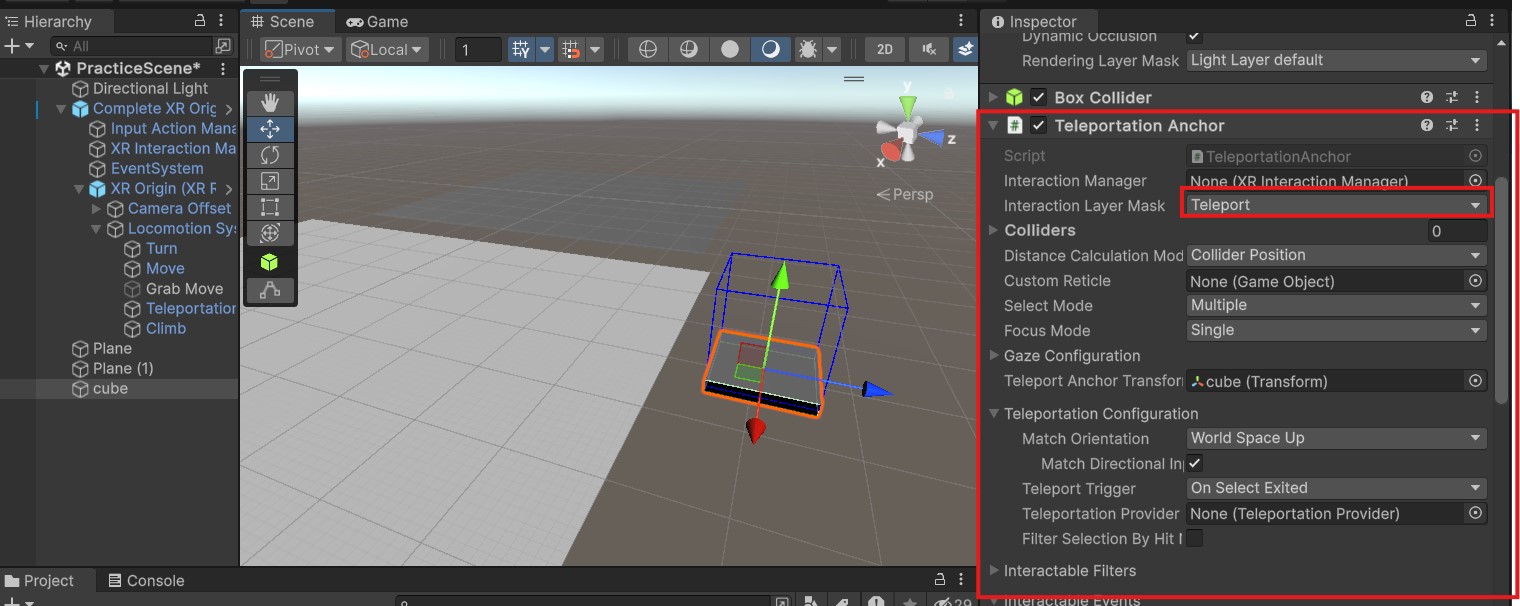 Hierarchy
All
PracticeScene*
Directional Light
Complete XR Orig
Input Action Mana
XR Interaction Ma
EventSystem
XR Origin (XR R
Camera Offset
Locomotion Sys
Turn
Move
Grab Move
Teleportation
Climb
Plane
Plane (1)
cube
Scene
Game
Pivot
Local
1
2D
y
z
x
Persp
Inspector
Dynamic Occlusion
Rendering Layer Mask Light Layer default
Box Collider
Teleportation Anchor
Script TeleportationAnchor
Interaction Manager None (XR Interaction Manager)
Interaction Layer Mask Teleport
Colliders 0
Distance Calculation Mod Collider Position
Custom Reticle None (Game Object)
Select Mode Multiple
Focus Mode Single
Gaze Configuration
Teleport Anchor Transfor cube (Transform)
Teleportation Configuration
Match Orientation World Space Up
Match Directional In
Teleport Trigger On Select Exited
Teleportation Provider None (Teleportation Provider)
Filter Selection By Hit
Interactable Filters
Interactable Events
Project
Console
29